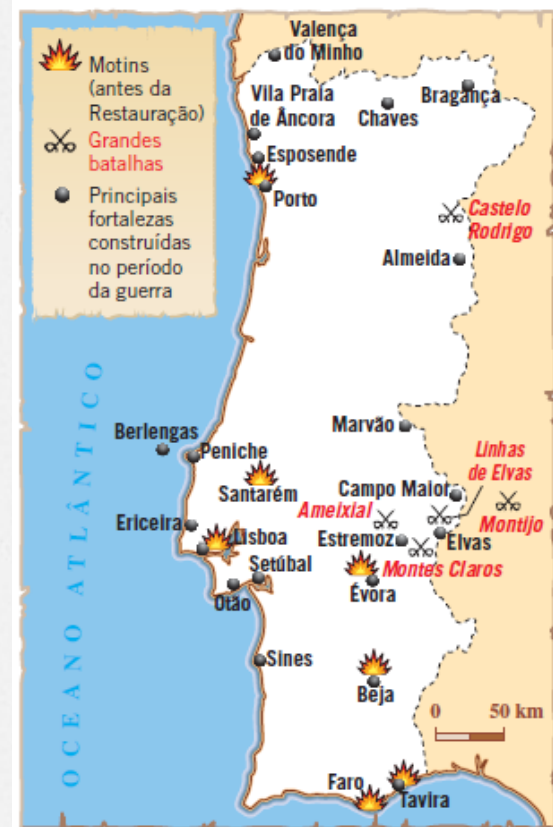 Motins
(antes da
Restauração)
Grandes
batalhas
Principais
fortalezas
construídas
no período
da guerra
Valença
do Minho
Bragança
Chaves
Vila Praia
de Âncora
Esposende
Porto
Castelo
Rodrigo
Almeida
OCEANO ATLÂNTICO
Marvão
Berlengas
Peniche
Linhas
de Elvas
Santarém
Campo Maior
Ameixial
Montijo
Ericeira
Lisboa
Estremoz
Elvas
Setúbal
Montes Claros
Otão
Évora
Sines
Beja
0 50 km
Faro
Tavira